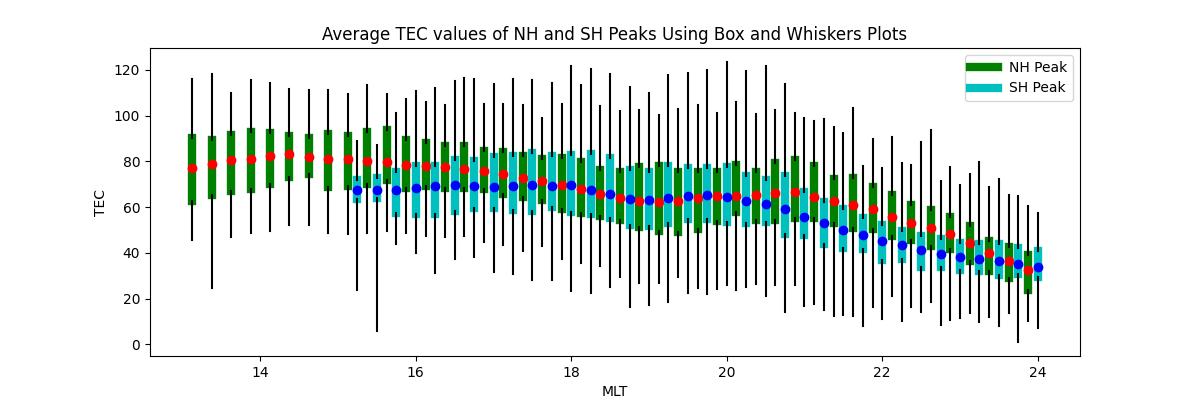 Average TEC values of NH and SH Peaks Using Box and Whiskers Plots
NH Peak
SH Peak
120
100
80
60
40
20
0
TEC
14 16 18 20 22 24
MLT